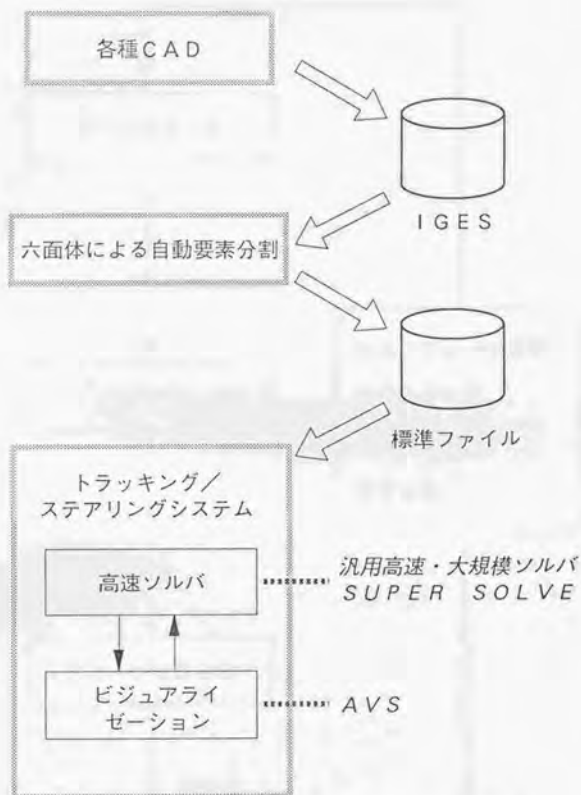 各種CAD
IGES
六面体による自動要素分割
標準ファイル
トラッキング／
ステアリングシステム
高速ソルバ
汎用高速・大規模ソルバ
SUPER SOLVE
ビジュアライ
ゼーション
AVS